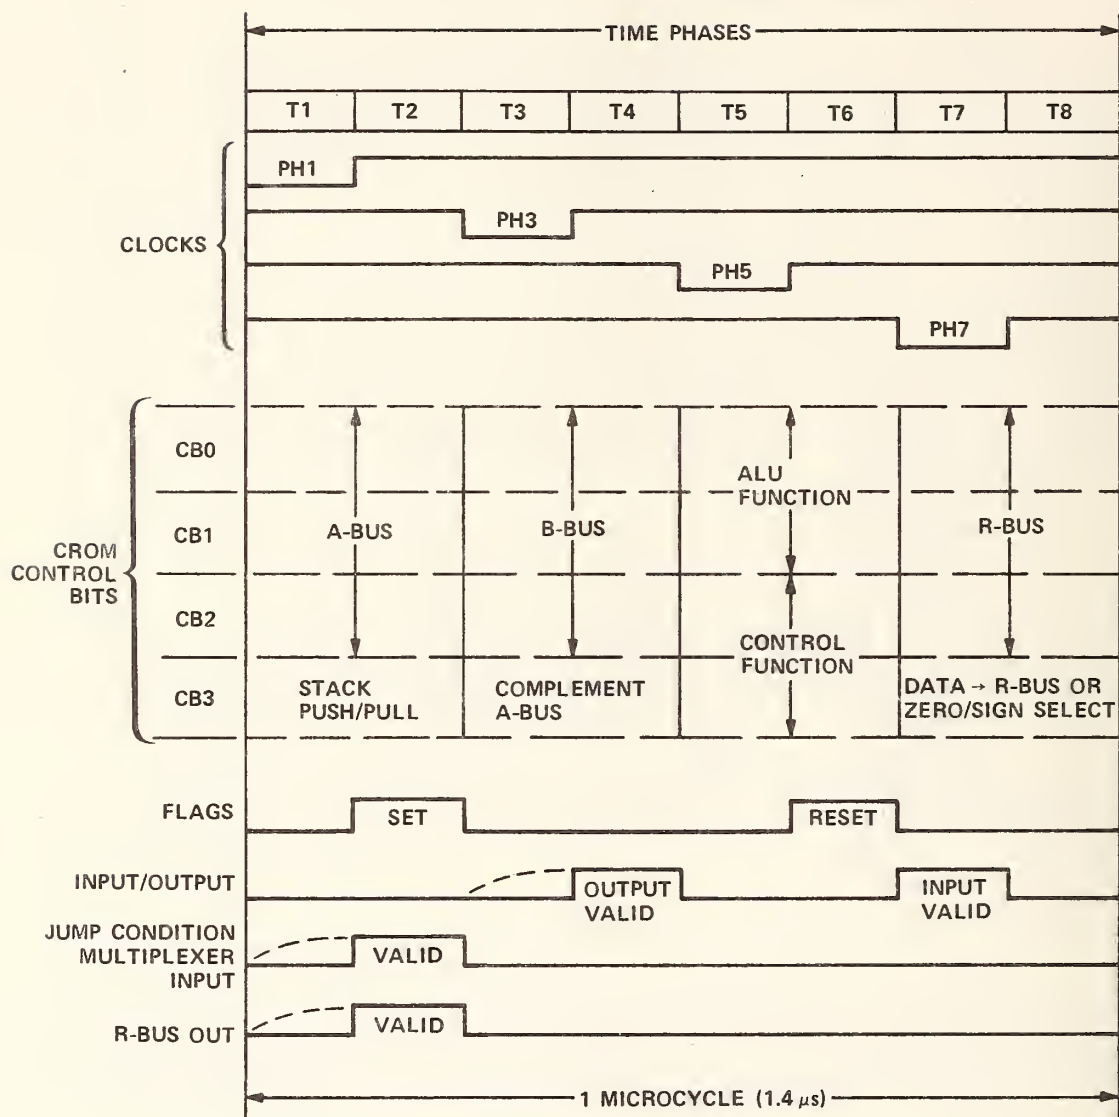 TIME PHASES
T1 T2 T3 T4 T5 T6 T7 T8
CLOCKS
PH1
PH3
PH5
PH7
CROM
CONTROL
BITS
CB0
CB1
CB2
CB3
A-BUS
B-BUS
ALU
FUNCTION
R-BUS
CONTROL
FUNCTION
STACK
PUSH/PULL
COMPLEMENT
A-BUS
DATA → R-BUS OR
ZERO/SIGN SELECT
FLAGS
SET
RESET
INPUT/OUTPUT
OUTPUT
VALID
INPUT
VALID
JUMP CONDITION
MULTIPLEXER
INPUT
VALID
R-BUS OUT
VALID
1 MICROCYCLE (1.4 μs)